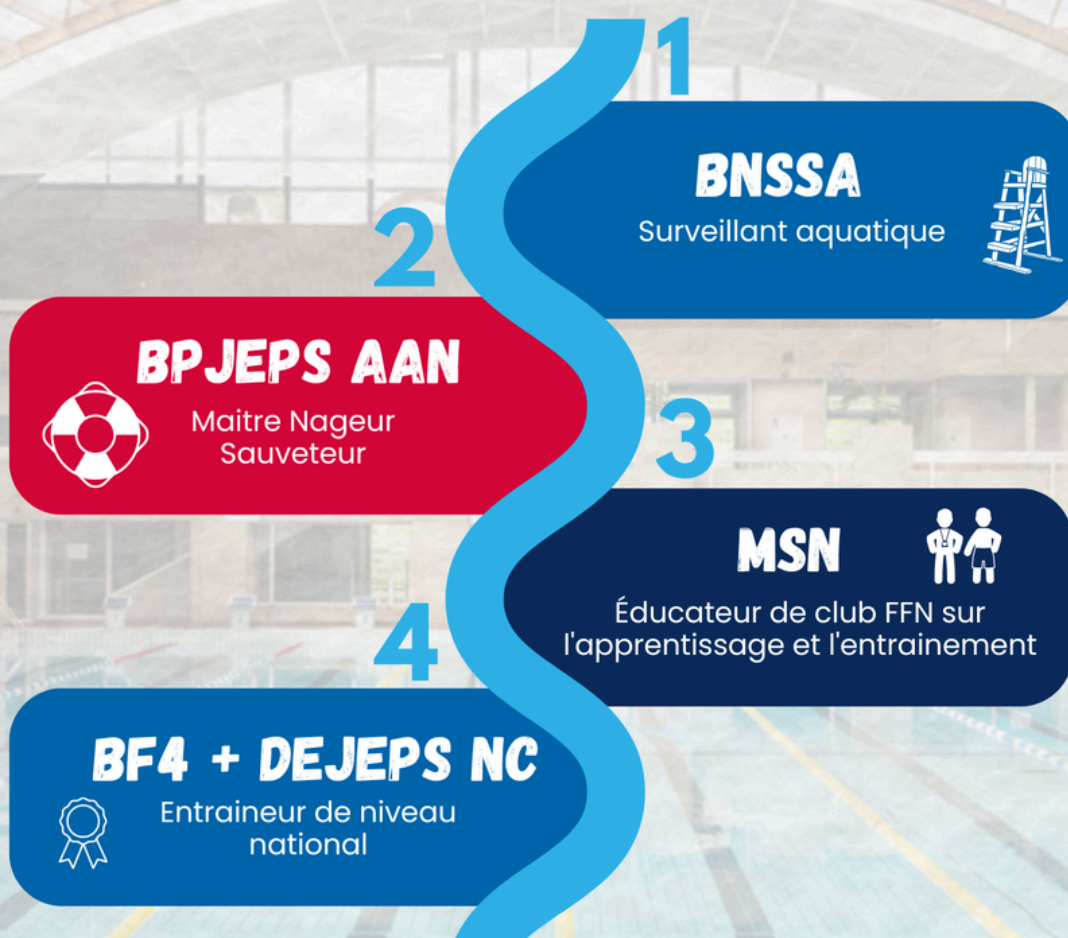 1
BNSSA
Surveillant aquatique
2
BPJEPS AAN
Maitre Nageur
Sauveteur
3
MSN
Éducateur de club FFN sur
l'apprentissage et l'entrainement
4
BF4 + DEJEPS NC
Entraineur de niveau
national